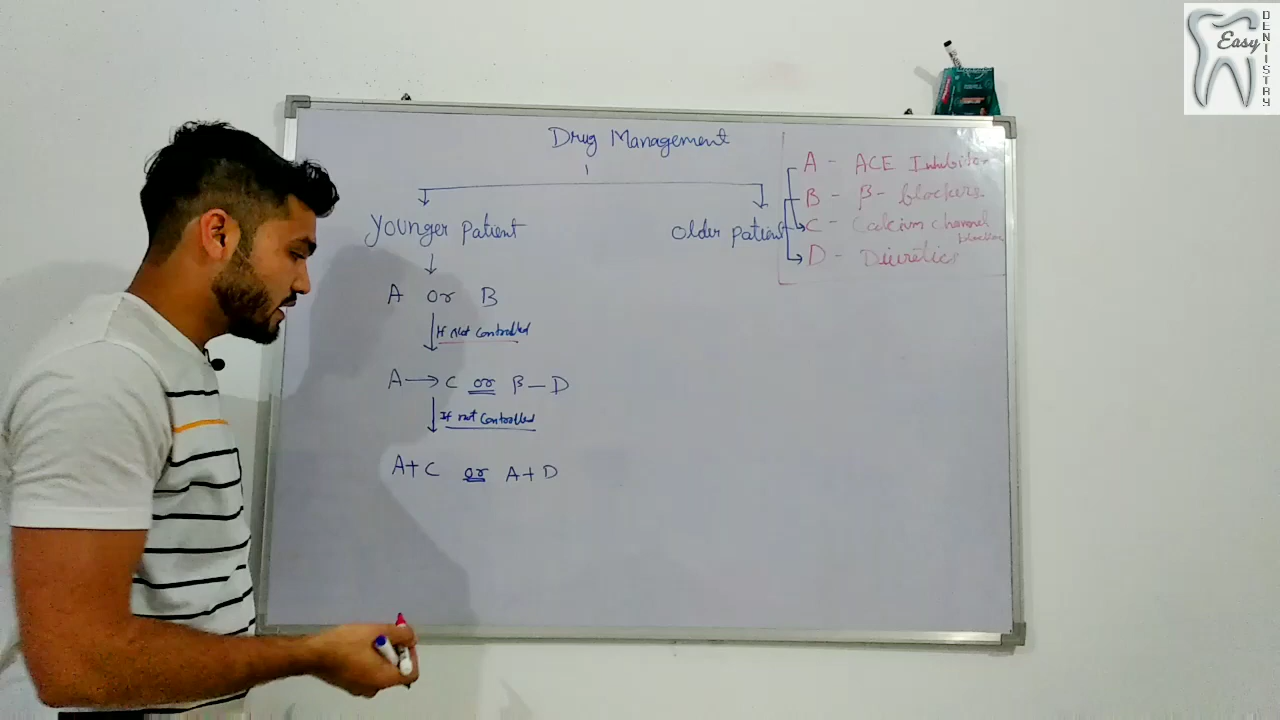 Easy DENTISTRY
Drug Management
Younger patient
Older patient
A - ACE Inhibitor
B - β - blockers
C - Calcium channel
blockers
D - Diuretics
A or B
If not controlled
A → C or β — D
If not controlled
A + C or A + D